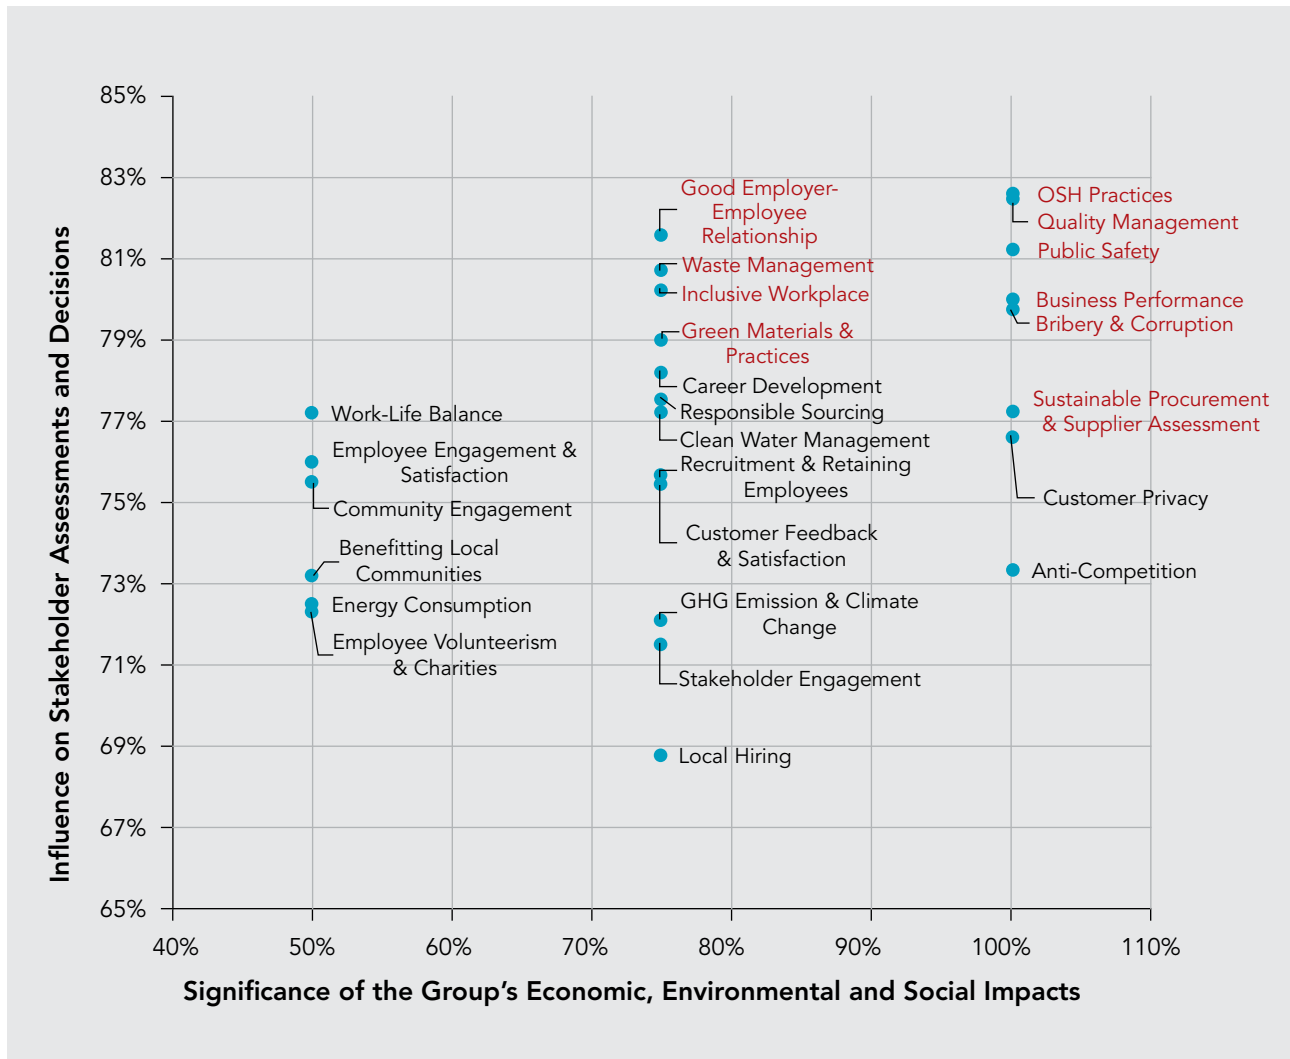 Influence on Stakeholder Assessments and Decisions
85%
83%
81%
79%
77%
75%
73%
71%
69%
67%
65%
Work-Life Balance
Employee Engagement &
Satisfaction
Community Engagement
Benefitting Local
Communities
Energy Consumption
Employee Volunteerism
& Charities
Good Employer-
Employee
Relationship
Waste Management
Inclusive Workplace
Green Materials &
Practices
Career Development
Responsible Sourcing
Clean Water Management
Recruitment & Retaining
Employees
Customer Feedback
& Satisfaction
GHG Emission & Climate
Change
Stakeholder Engagement
Local Hiring
OSH Practices
Quality Management
Public Safety
Business Performance
Bribery & Corruption
Sustainable Procurement
& Supplier Assessment
Customer Privacy
Anti-Competition
40% 50% 60% 70% 80% 90% 100% 110%
Significance of the Group’s Economic, Environmental and Social Impacts